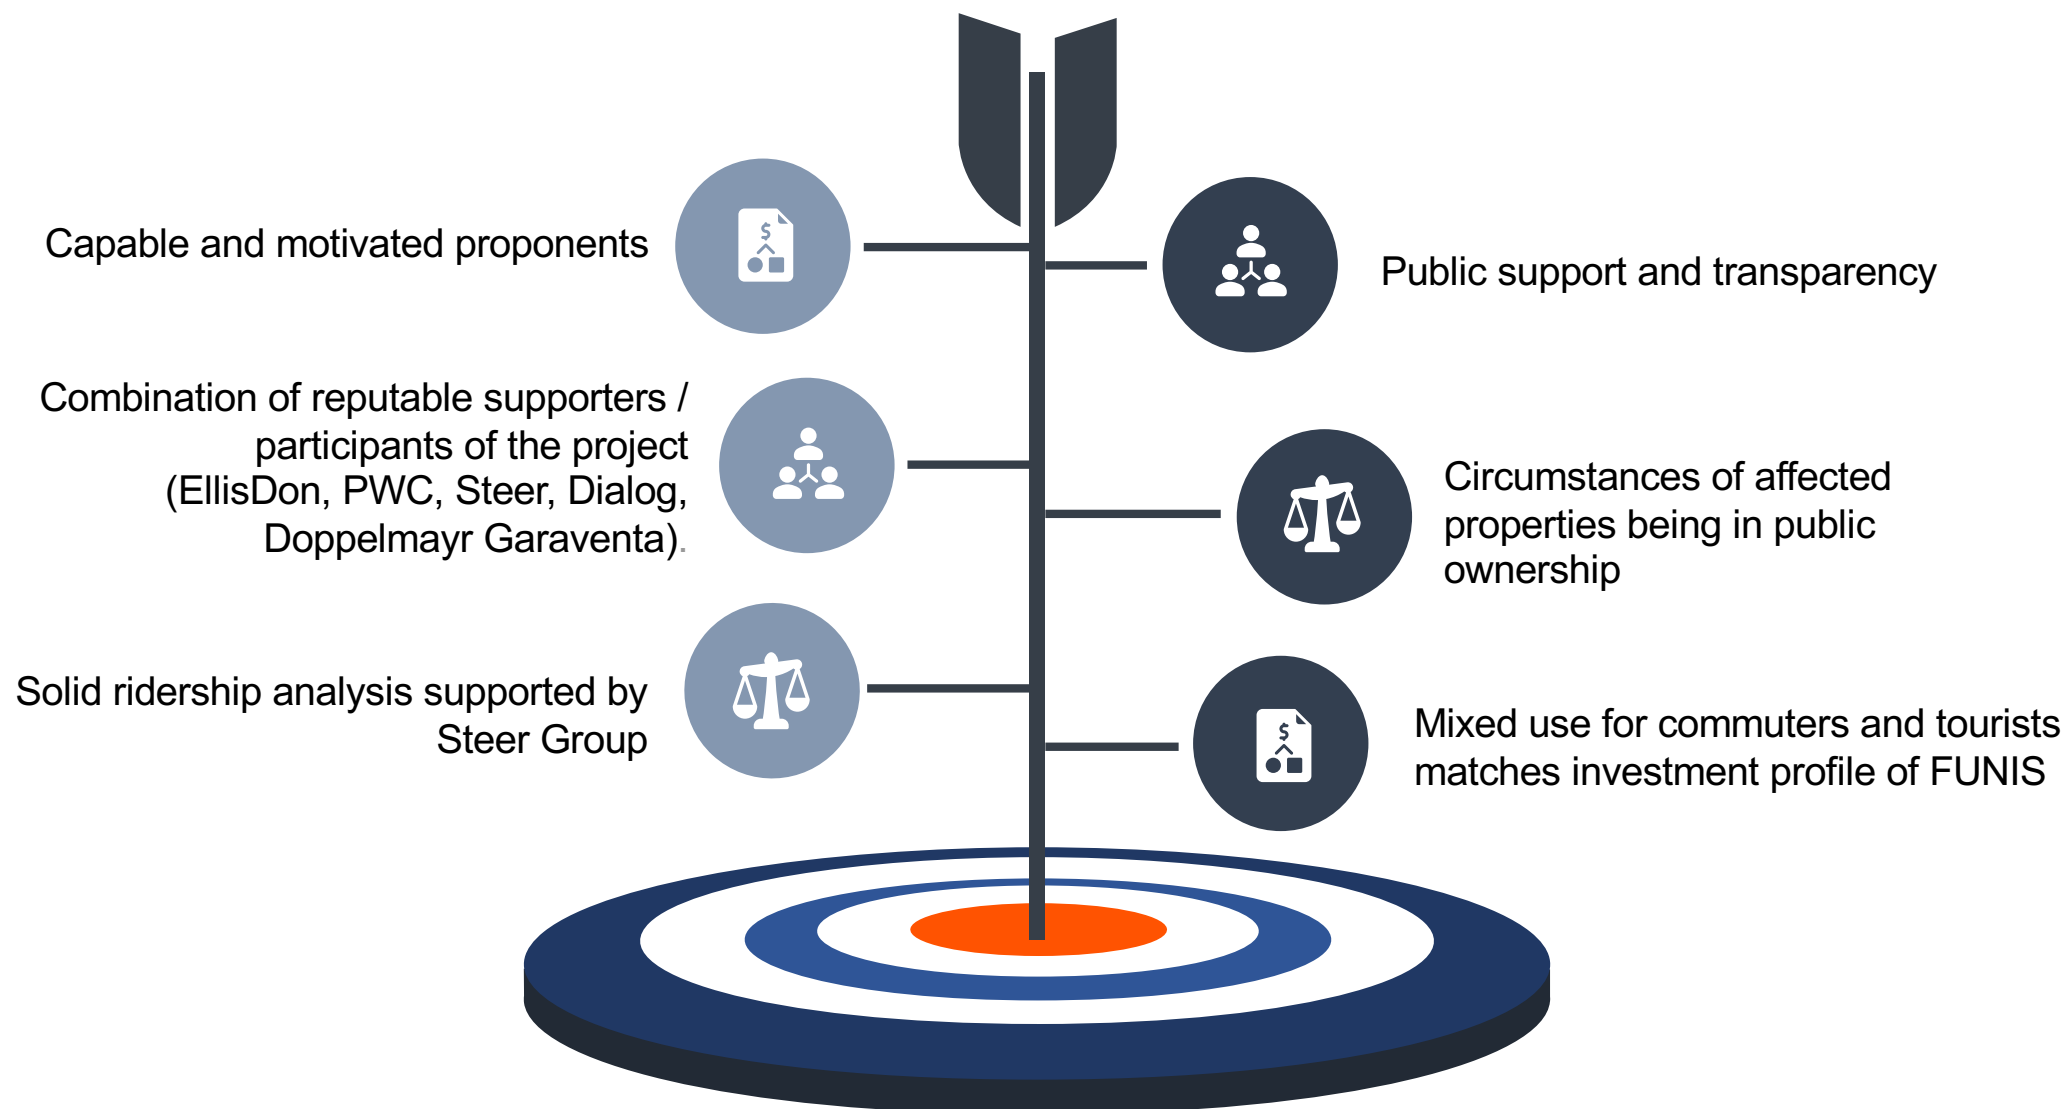 Capable and motivated proponents
Combination of reputable supporters /
participants of the project
(EllisDon, PWC, Steer, Dialog,
Doppelmayr Garaventa).
Solid ridership analysis supported by
Steer Group
Public support and transparency
Circumstances of affected
properties being in public
ownership
Mixed use for commuters and tourists
matches investment profile of FUNIS
$
$